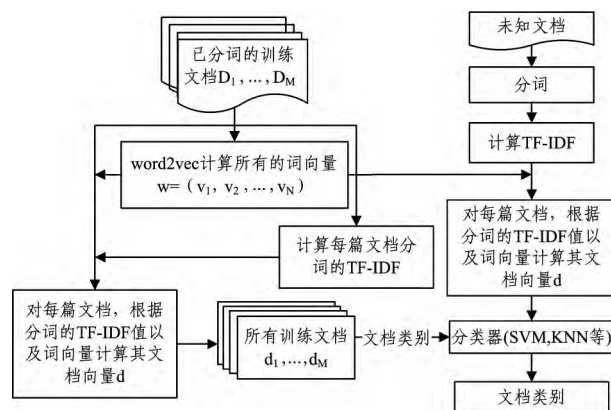 已分词的训练
文档D1，...，DM
word2vec计算所有的词向量
w=（v1，v2，...，vN）
计算每篇文档分
词的TF-IDF
对每篇文档，根据
分词的TF-IDF值以
及词向量计算其文
档向量d
所有训练文档
d1,...,dM
文档类别
未知文档
分词
计算TF-IDF
对每篇文档，根据
分词的TF-IDF值以
及词向量计算其文
档向量d
分类器(SVM,KNN等)
文档类别